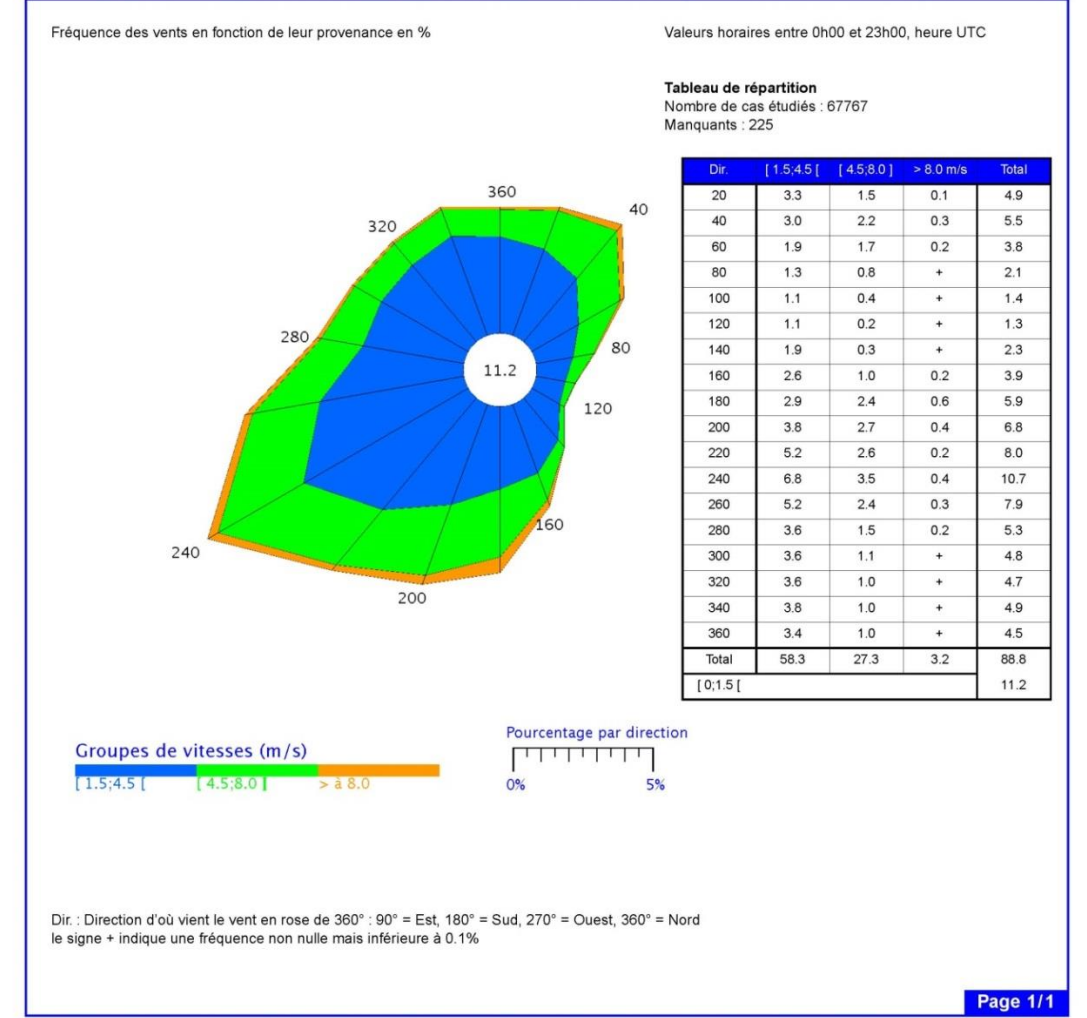 Fréquence des vents en fonction de leur provenance en %
Valeurs horaires entre 0h00 et 23h00, heure UTC
Tableau de répartition
Nombre de cas étudiés : 67767
Manquants : 225
360
40
320
280
80
11.2
120
160
240
200
Dir. [ 1.5;4.5 [ [ 4.5;8.0 ] > 8.0 m/s Total
20 3.3 1.5 0.1 4.9
40 3.0 2.2 0.3 5.5
60 1.9 1.7 0.2 3.8
80 1.3 0.8 + 2.1
100 1.1 0.4 + 1.4
120 1.1 0.2 + 1.3
140 1.9 0.3 + 2.3
160 2.6 1.0 0.2 3.9
180 2.9 2.4 0.6 5.9
200 3.8 2.7 0.4 6.8
220 5.2 2.6 0.2 8.0
240 6.8 3.5 0.4 10.7
260 5.2 2.4 0.3 7.9
280 3.6 1.5 0.2 5.3
300 3.6 1.1 + 4.8
320 3.6 1.0 + 4.7
340 3.8 1.0 + 4.9
360 3.4 1.0 + 4.5
Total 58.3 27.3 3.2 88.8
[ 0;1.5 [ 11.2
Groupes de vitesses (m/s)
[ 1.5;4.5 [ [ 4.5;8.0 ] > à 8.0
Pourcentage par direction
0% 5%
Dir. : Direction d'où vient le vent en rose de 360° : 90° = Est, 180° = Sud, 270° = Ouest, 360° = Nord
le signe + indique une fréquence non nulle mais inférieure à 0.1%
Page 1/1